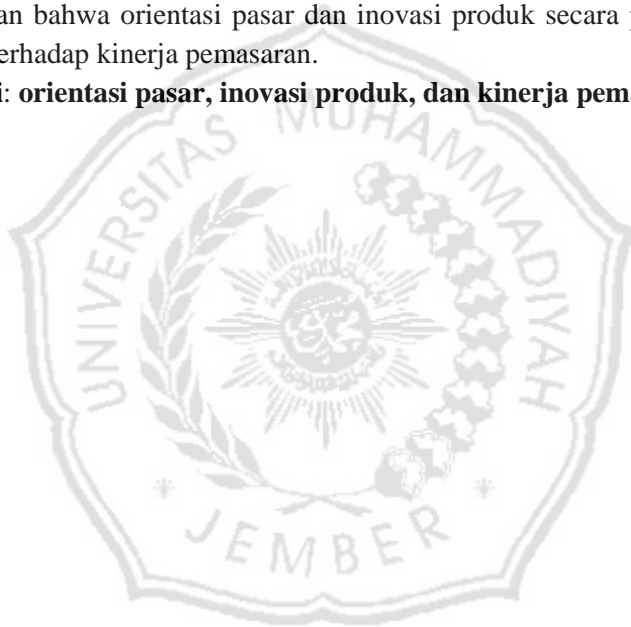 an bahwa orientasi pasar dan inovasi produk secara
erhadap kinerja pemasaran.
i: orientasi pasar, inovasi produk, dan kinerja pem
UNIVERSITAS MUHAMMADIYAH
* JEMBER *